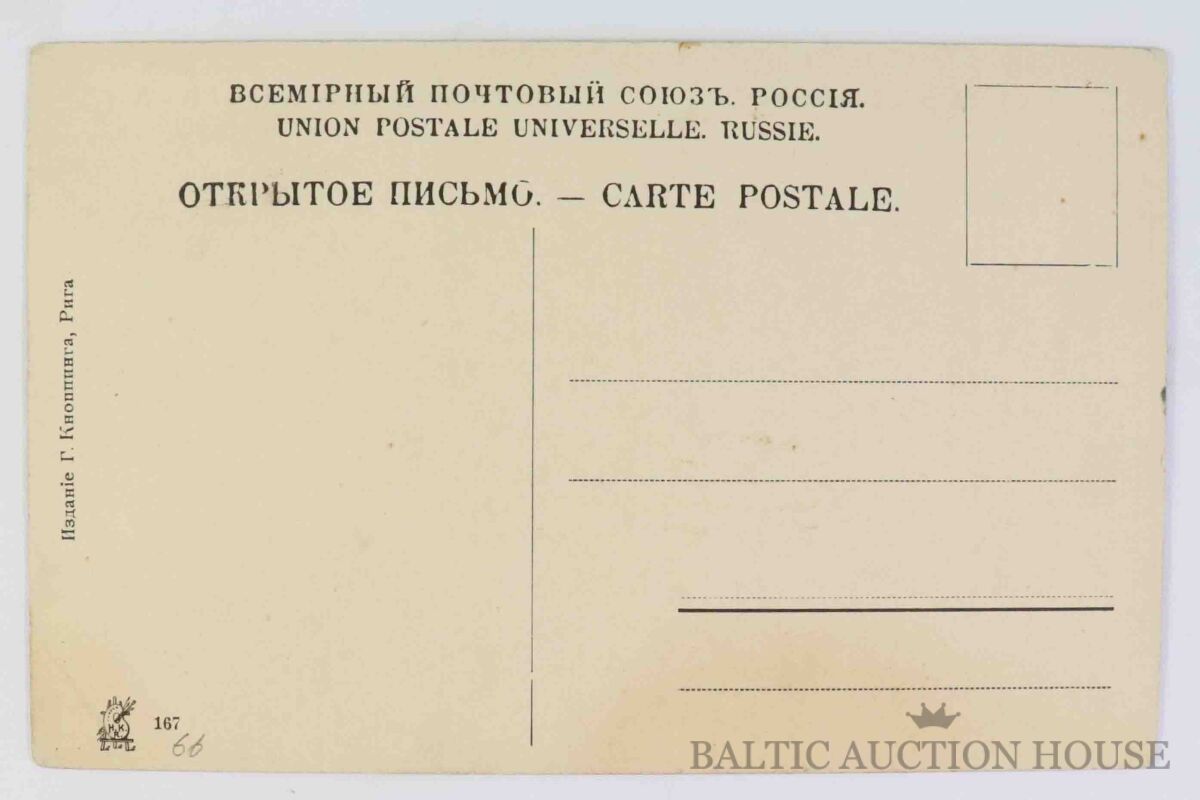 ВСЕМІРНЫЙ ПОЧТОВЫЙ СОЮЗЪ. РОССІЯ.
UNION POSTALE UNIVERSELLE. RUSSIE.
ОТКРЫТОЕ ПИСЬМО. — CARTE POSTALE.
Изданіе Г. Кноппинга, Рига
167
66
BALTIC AUCTION HOUSE